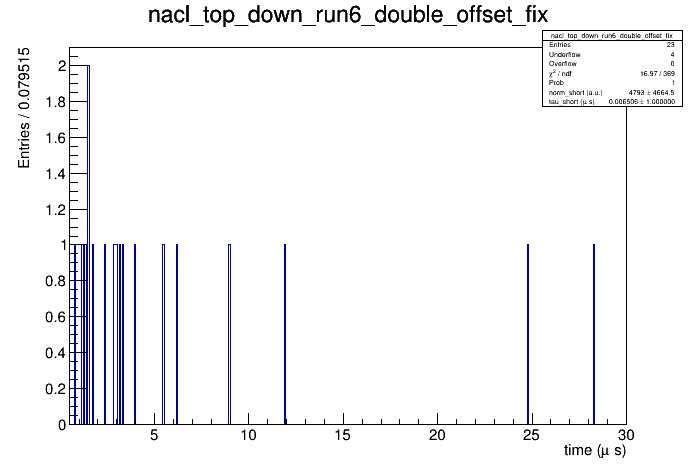 nacl_top_down_run6_double_offset_fix
nacl_top_down_run6_double_offset_fix
Entries 23
Underflow 4
Overflow 0
χ² / ndf 16.97 / 369
Prob 1
norm_short (a.u.) 4793 ± 4664.5
tau_short (μ s) 0.006506 ± 1.000000
Entries / 0.079515
2
1.8
1.6
1.4
1.2
1
0.8
0.6
0.4
0.2
0
5 10 15 20 25 30
time (μ s)